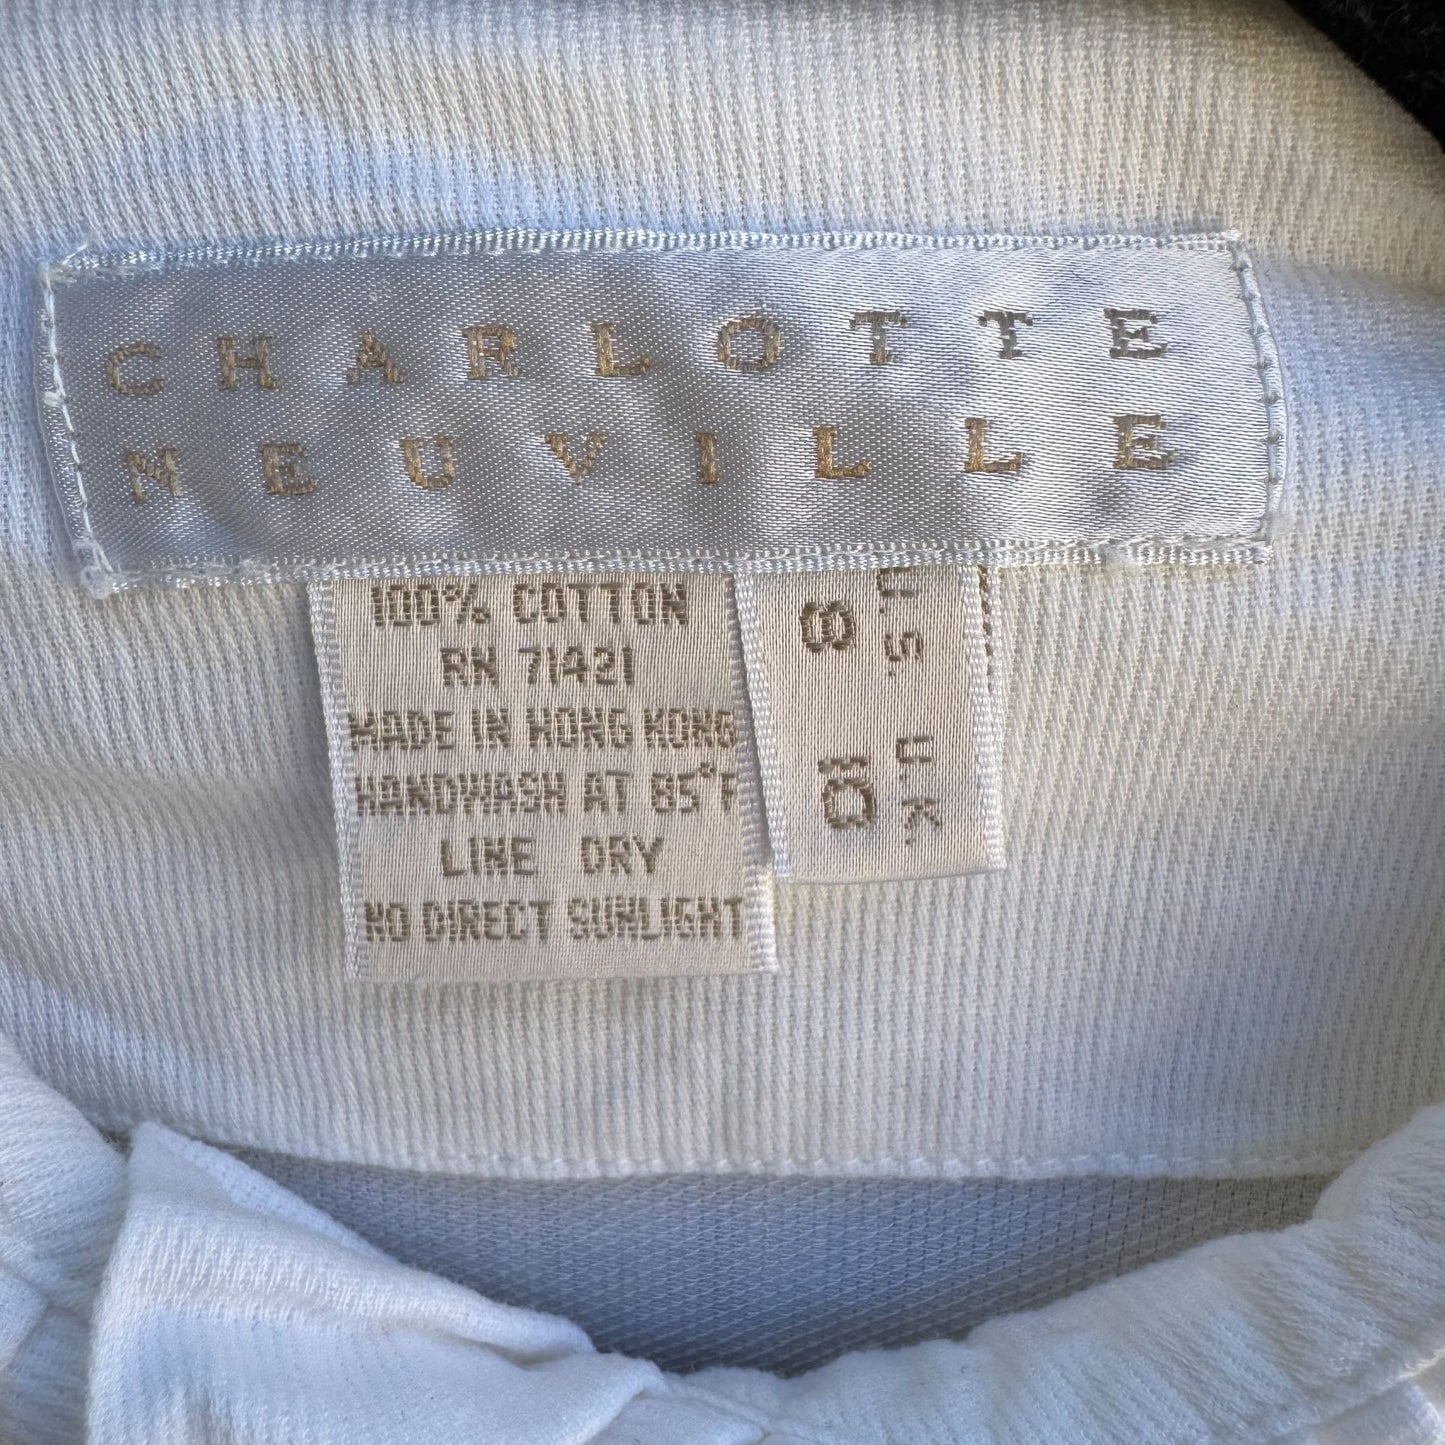 CHARLOTTE
NEUVILLE
100% COTTON
RN 71421
MADE IN HONG KONG
HANDWASH AT 85°F
LINE DRY
NO DIRECT SUNLIGHT
8 U.S.
10 U.K